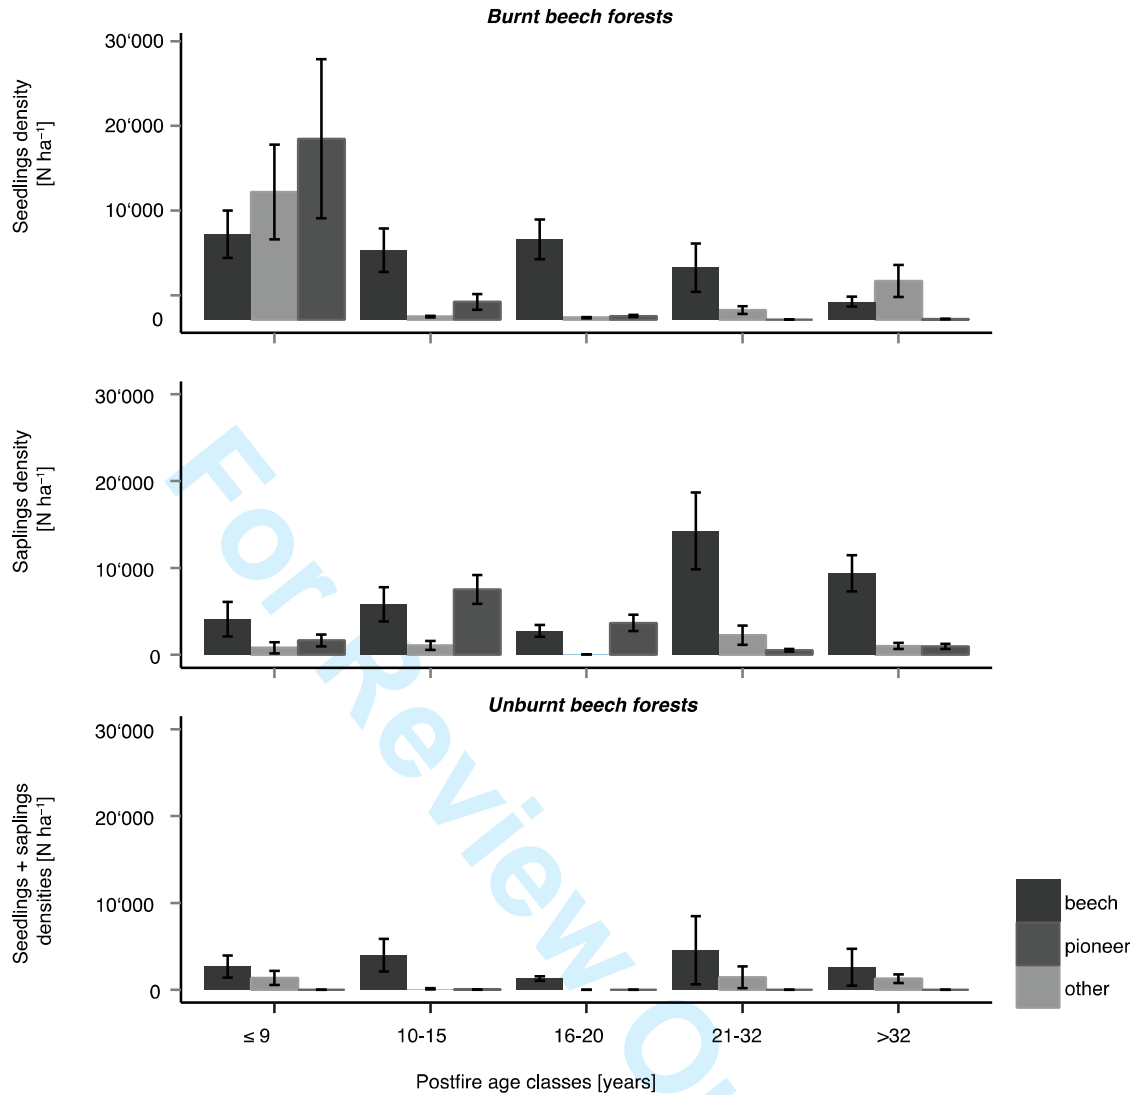 Burnt beech forests
Seedlings density
[N ha⁻¹]
30‘000
20‘000
10‘000
0
Saplings density
[N ha⁻¹]
30‘000
20‘000
10‘000
0
Unburnt beech forests
Seedlings + saplings
densities [N ha⁻¹]
30‘000
20‘000
10‘000
0
beech
pioneer
other
≤ 9
10-15
16-20
21-32
>32
Postfire age classes [years]
For Review On